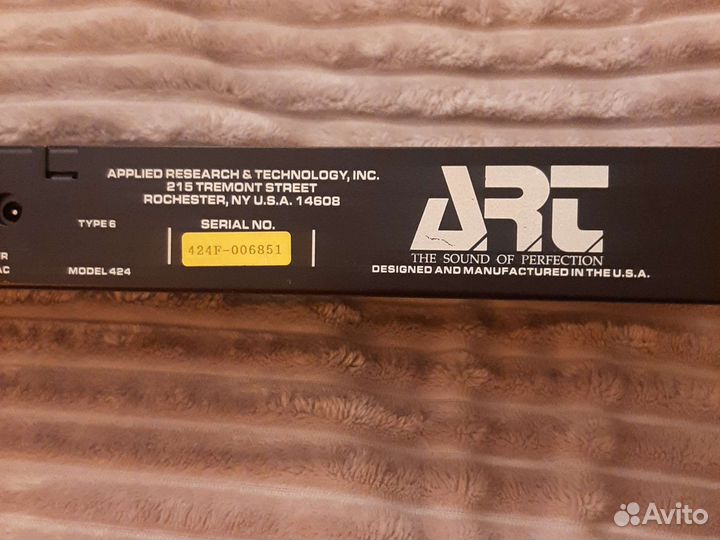 APPLIED RESEARCH & TECHNOLOGY, INC.
215 TREMONT STREET
ROCHESTER, NY U.S.A. 14608
TYPE 6
SERIAL NO.
424F-006851
AC
MODEL 424
A.R.T.
THE SOUND OF PERFECTION
DESIGNED AND MANUFACTURED IN THE U.S.A.
Avito